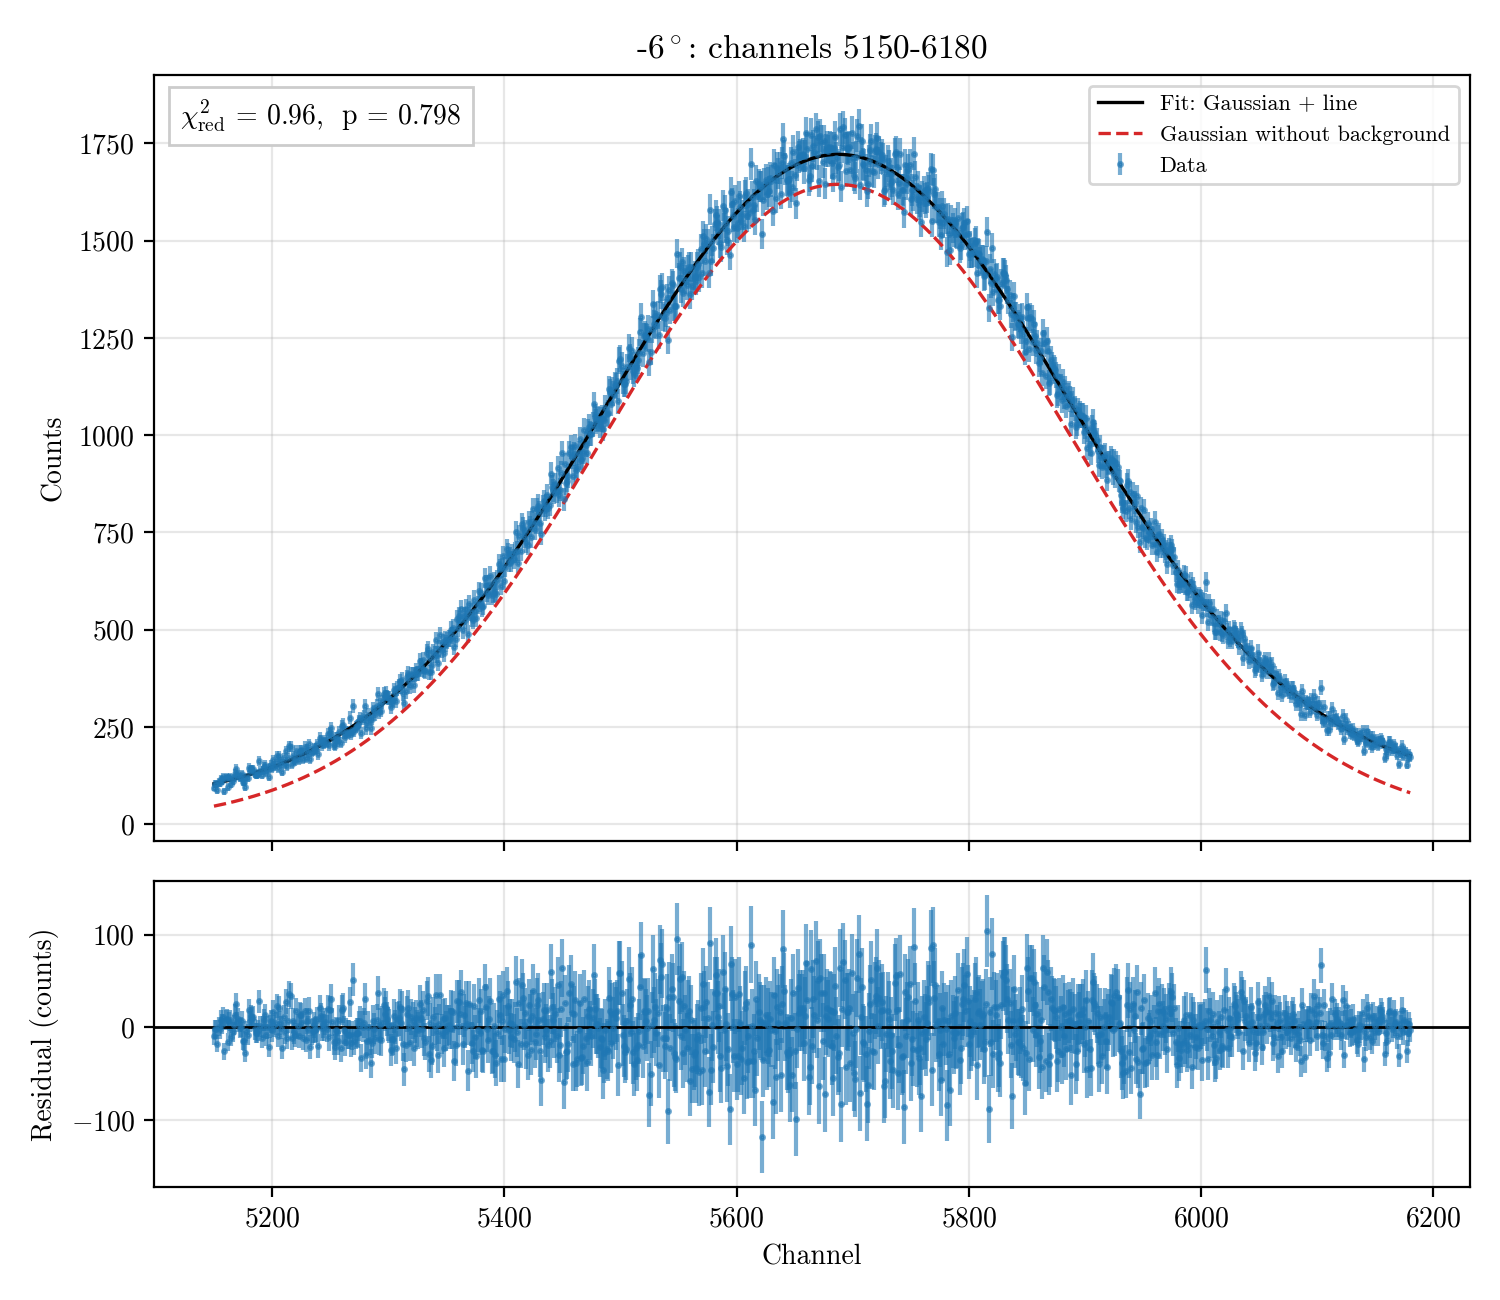 -6°: channels 5150-6180
χ²red = 0.96, p = 0.798
Fit: Gaussian + line
Gaussian without background
Data
1750
1500
1250
1000
750
500
250
0
Counts
100
0
−100
Residual (counts)
5200 5400 5600 5800 6000 6200
Channel